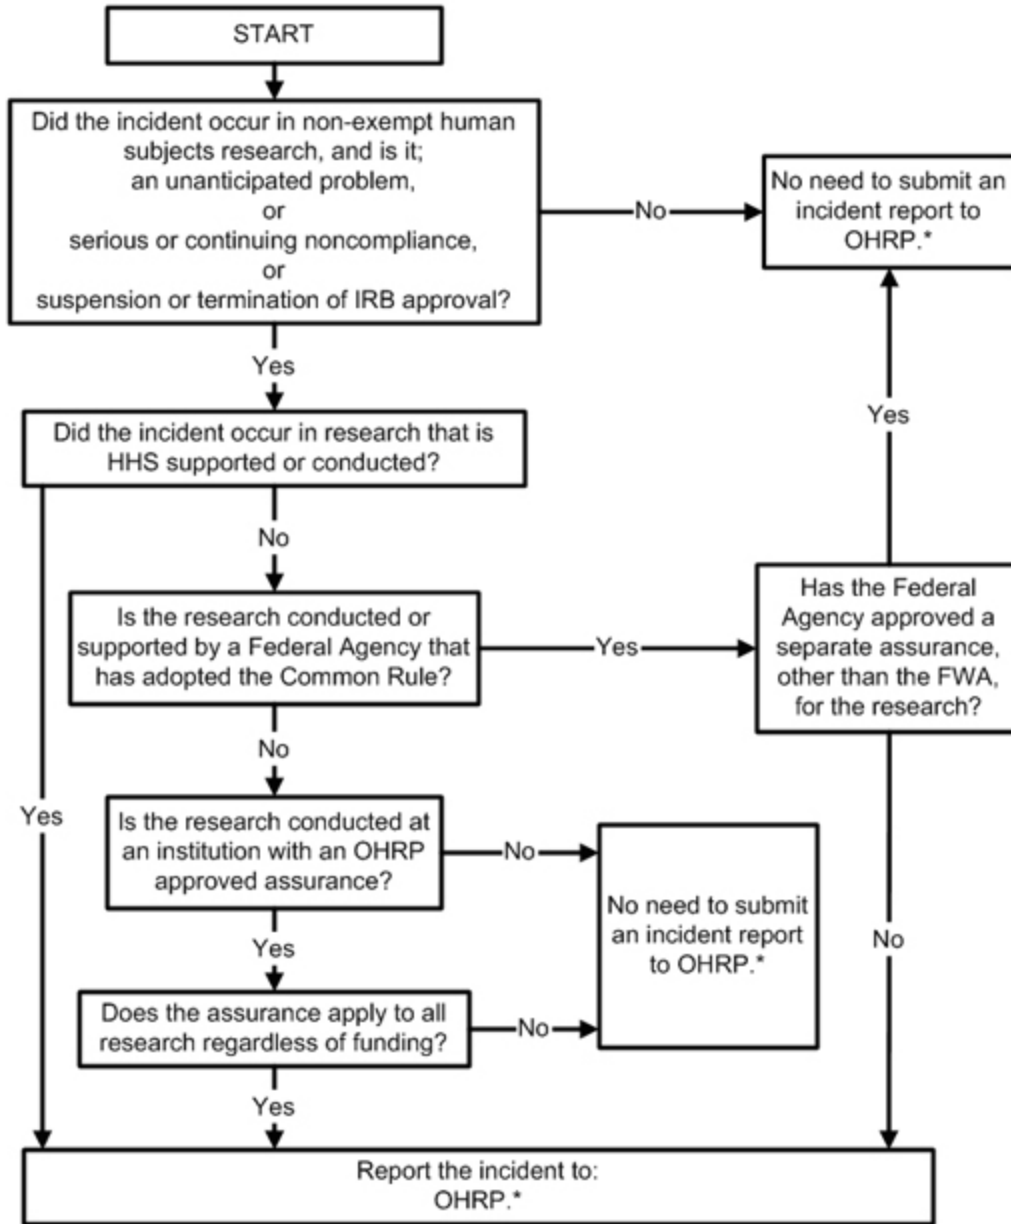 START
Did the incident occur in non-exempt human
subjects research, and is it;
an unanticipated problem,
or
serious or continuing noncompliance,
or
suspension or termination of IRB approval?
No
No need to submit an
incident report to
OHRP.*
Yes
Yes
Did the incident occur in research that is
HHS supported or conducted?
No
Is the research conducted or
supported by a Federal Agency that
has adopted the Common Rule?
Yes
Has the Federal
Agency approved a
separate assurance,
other than the FWA,
for the research?
No
Yes
Is the research conducted at
an institution with an OHRP
approved assurance?
No
No need to submit
an incident report
to OHRP.*
No
Yes
Does the assurance apply to all
research regardless of funding?
No
Yes
Report the incident to:
OHRP.*